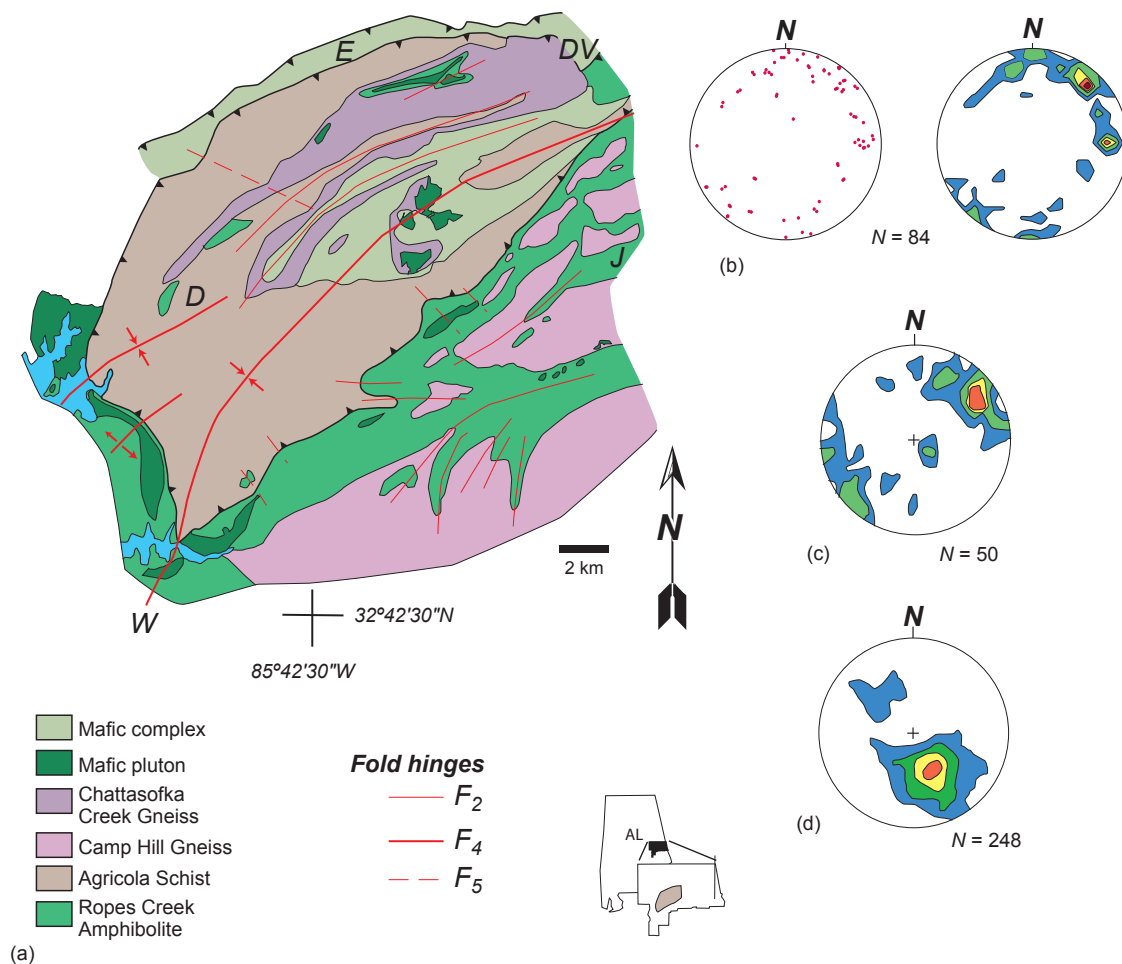 E
DV
D
J
W
2 km
N
32º42'30"N
85º42'30"W
Mafic complex
Mafic pluton
Chattasofka
Creek Gneiss
Camp Hill Gneiss
Agricola Schist
Ropes Creek
Amphibolite
Fold hinges
F2
F4
F5
AL
(a)
N
N
N = 84
(b)
N
(c)
N = 50
N
(d)
N = 248